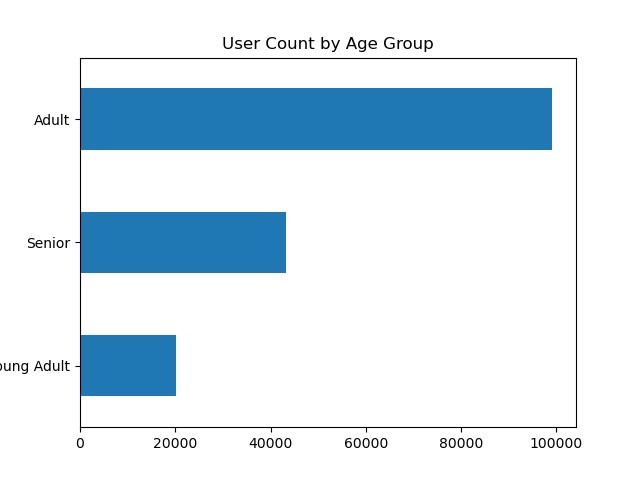 User Count by Age Group
Adult
Senior
oung Adult
0 20000 40000 60000 80000 100000